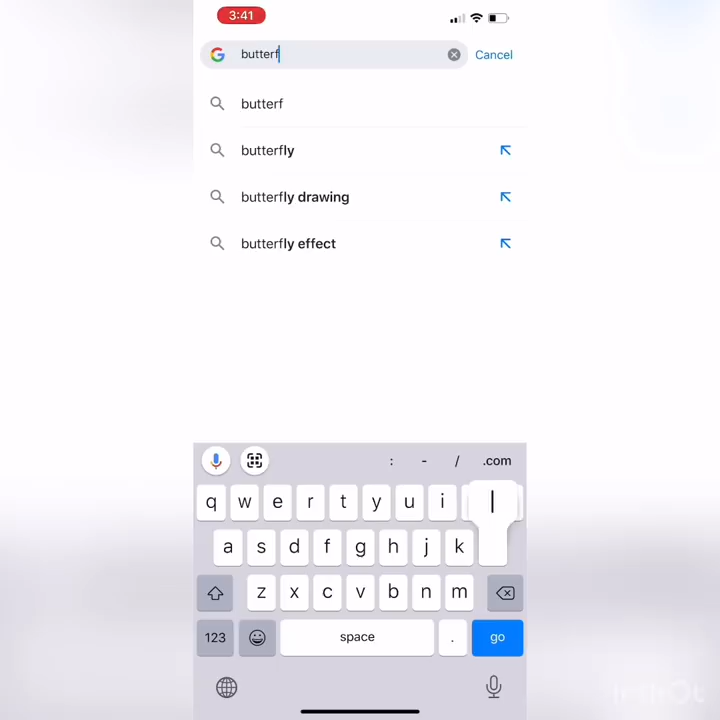 3:41
butterf
Cancel
butterf
butterfly
butterfly drawing
butterfly effect
: - / .com
q w e r t y u i l
a s d f g h j k
z x c v b n m
123 space . go